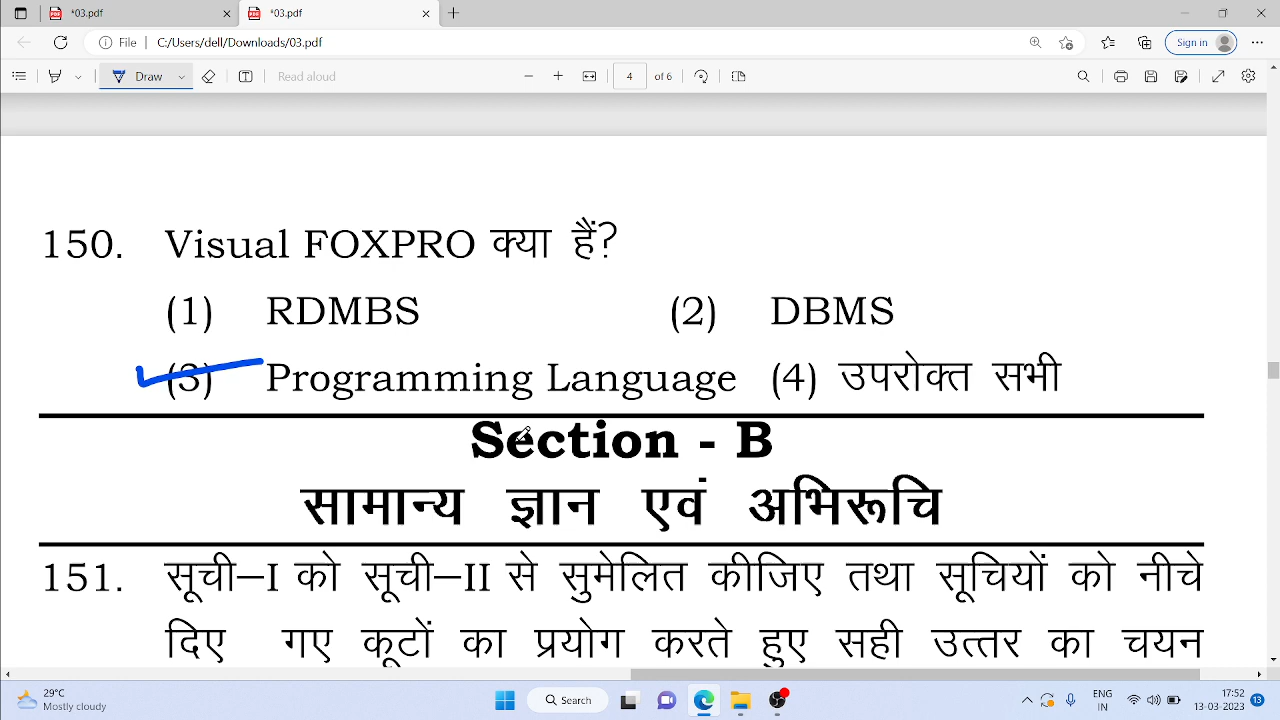 *03.pdf
*03.pdf
File C:/Users/dell/Downloads/03.pdf Sign in
Draw Read aloud 4 of 6
150. Visual FOXPRO क्या हैं?
(1) RDMBS (2) DBMS
(3) Programming Language (4) उपरोक्त सभी
Section - B
सामान्य ज्ञान एवं अभिरूचि
151. सूची–I को सूची–II से सुमेलित कीजिए तथा सूचियों को नीचे
दिए गए कूटों का प्रयोग करते हुए सही उत्तर का चयन
29°C
Mostly cloudy
Search
ENG
IN
17:52
13-03-2023
13